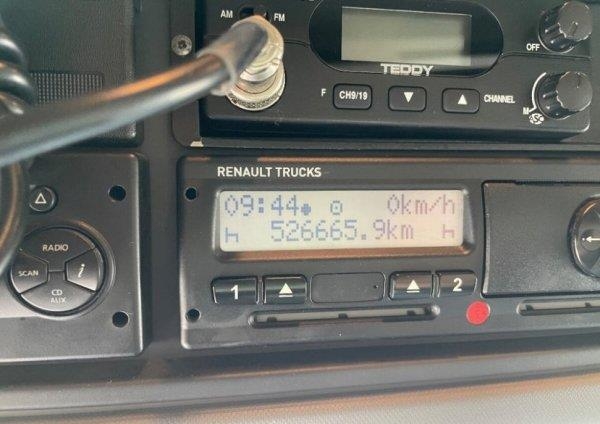 AM FM
OFF
TEDDY
F CH9/19 CHANNEL M
SC
RENAULT TRUCKS
09:44 0km/h
526665.9km
1 2
RADIO
SCAN i
CD
AUX